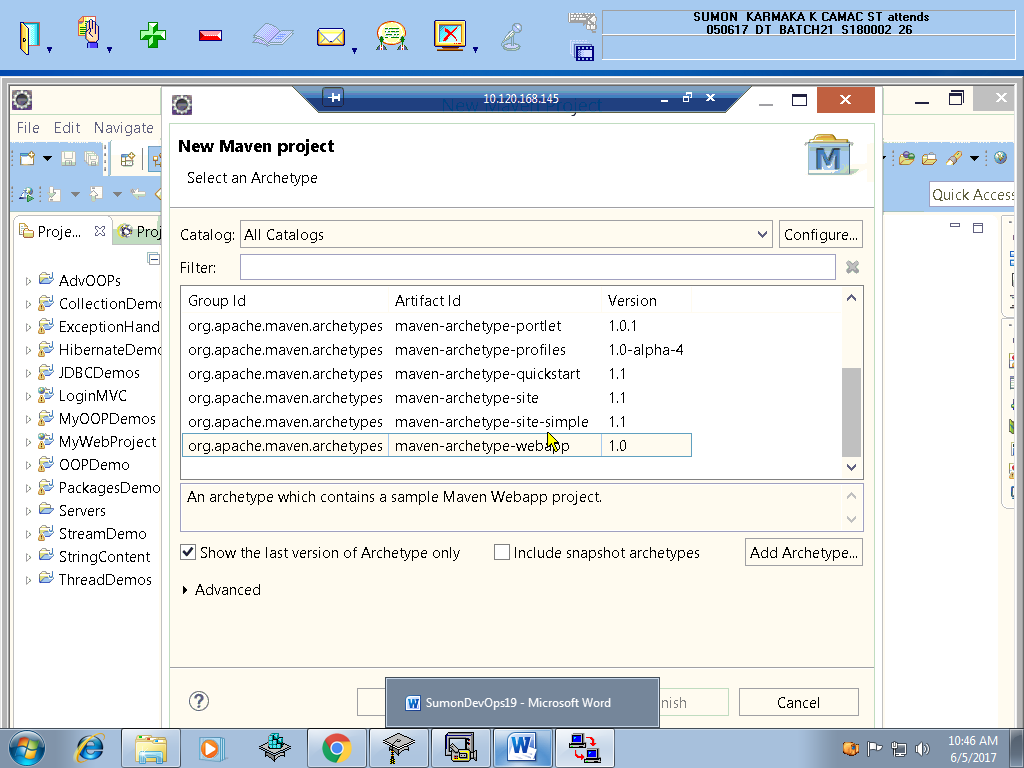 SUMON KARMAKA K CAMAC ST attends
050617_DT_BATCH21_S180002_26
10.120.168.145
File Edit Navigate
New Maven project
Select an Archetype
Quick Access
Proje...
Proj
Catalog: All Catalogs Configure...
Filter:
Group Id Artifact Id Version
org.apache.maven.archetypes maven-archetype-portlet 1.0.1
org.apache.maven.archetypes maven-archetype-profiles 1.0-alpha-4
org.apache.maven.archetypes maven-archetype-quickstart 1.1
org.apache.maven.archetypes maven-archetype-site 1.1
org.apache.maven.archetypes maven-archetype-site-simple 1.1
org.apache.maven.archetypes maven-archetype-webapp 1.0
AdvOOPs
CollectionDemo
ExceptionHand
HibernateDemo
JDBCDemos
LoginMVC
MyOOPDemos
MyWebProject
OOPDemo
PackagesDemo
Servers
StreamDemo
StringContent
ThreadDemos
An archetype which contains a sample Maven Webapp project.
Show the last version of Archetype only Include snapshot archetypes Add Archetype...
Advanced
SumonDevOps19 - Microsoft Word
nish
Cancel
10:46 AM
6/5/2017